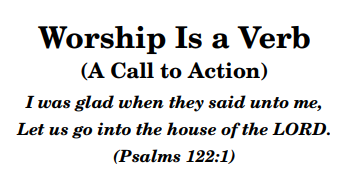 Worship Is a Verb
(A Call to Action)
I was glad when they said unto me,
Let us go into the house of the LORD.
(Psalms 122:1)